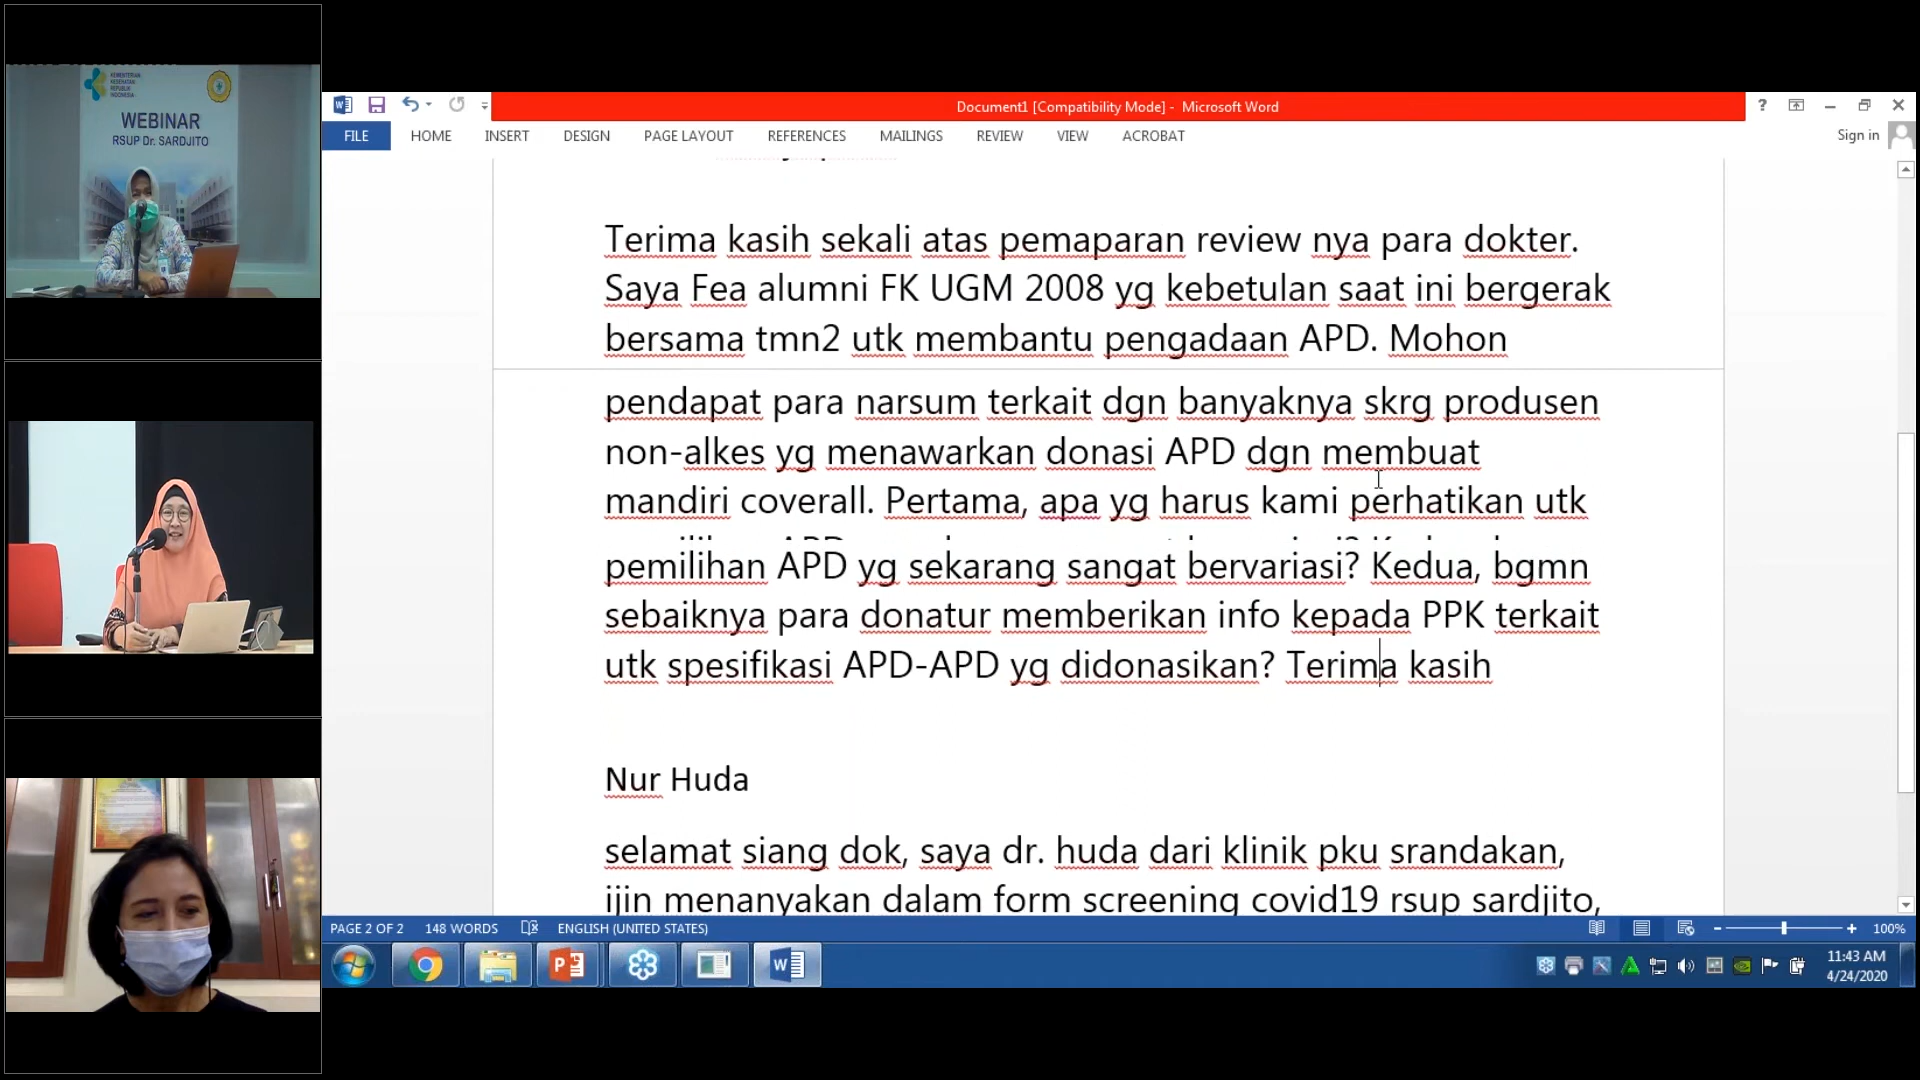 KEMENTERIAN
KESEHATAN
REPUBLIK
INDONESIA
WEBINAR
RSUP Dr. SARDJITO
Document1 [Compatibility Mode] - Microsoft Word
?
FILE HOME INSERT DESIGN PAGE LAYOUT REFERENCES MAILINGS REVIEW VIEW ACROBAT
Sign in
Terima kasih sekali atas pemaparan review nya para dokter.
Saya Fea alumni FK UGM 2008 yg kebetulan saat ini bergerak
bersama tmn2 utk membantu pengadaan APD. Mohon
pendapat para narsum terkait dgn banyaknya skrg produsen
non-alkes yg menawarkan donasi APD dgn membuat
mandiri coverall. Pertama, apa yg harus kami perhatikan utk
pemilihan APD yg sekarang sangat bervariasi? Kedua, bgmn
sebaiknya para donatur memberikan info kepada PPK terkait
utk spesifikasi APD-APD yg didonasikan? Terima kasih
Nur Huda
selamat siang dok, saya dr. huda dari klinik pku srandakan,
ijin menanyakan dalam form screening covid19 rsup sardjito,
PAGE 2 OF 2 148 WORDS ENGLISH (UNITED STATES)
100%
11:43 AM
4/24/2020